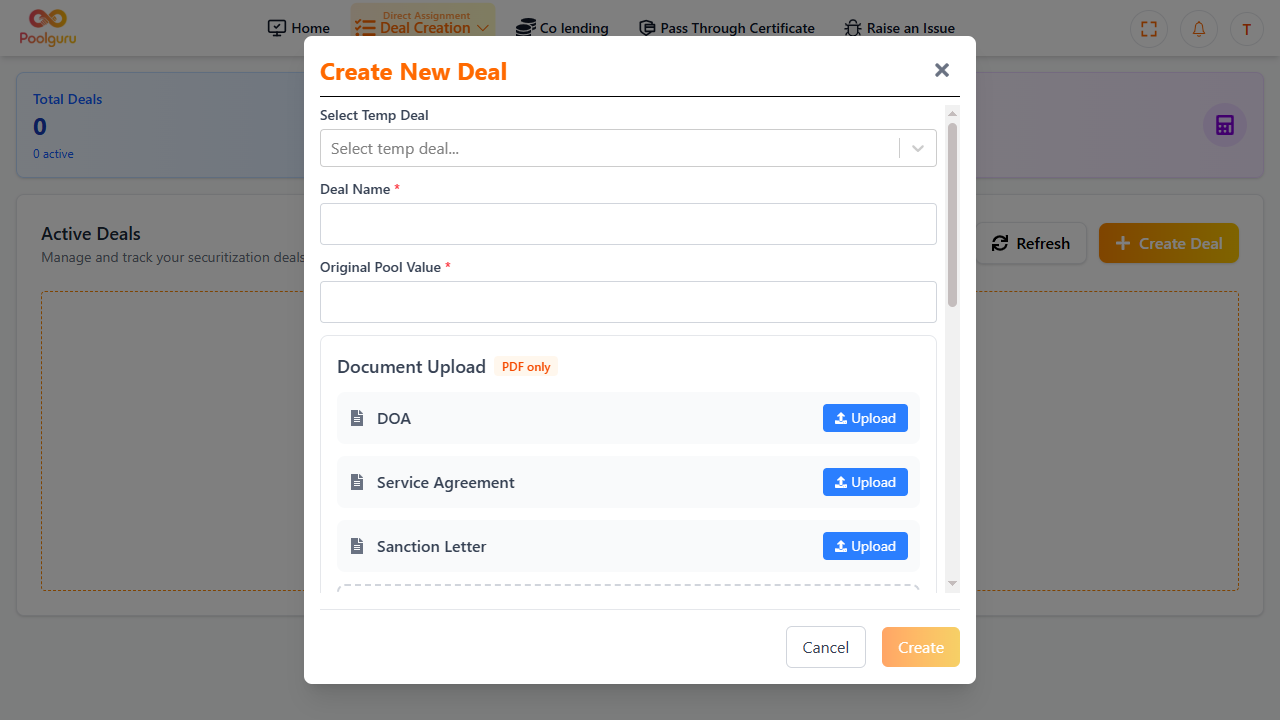 Poolguru
Home
Direct Assignment
Deal Creation
Co lending
Pass Through Certificate
Raise an Issue
T
Total Deals
0
0 active
Active Deals
Manage and track your securitization deals
Refresh
Create Deal
Create New Deal
Select Temp Deal
Select temp deal...
Deal Name *
Original Pool Value *
Document Upload PDF only
DOA Upload
Service Agreement Upload
Sanction Letter Upload
Cancel Create